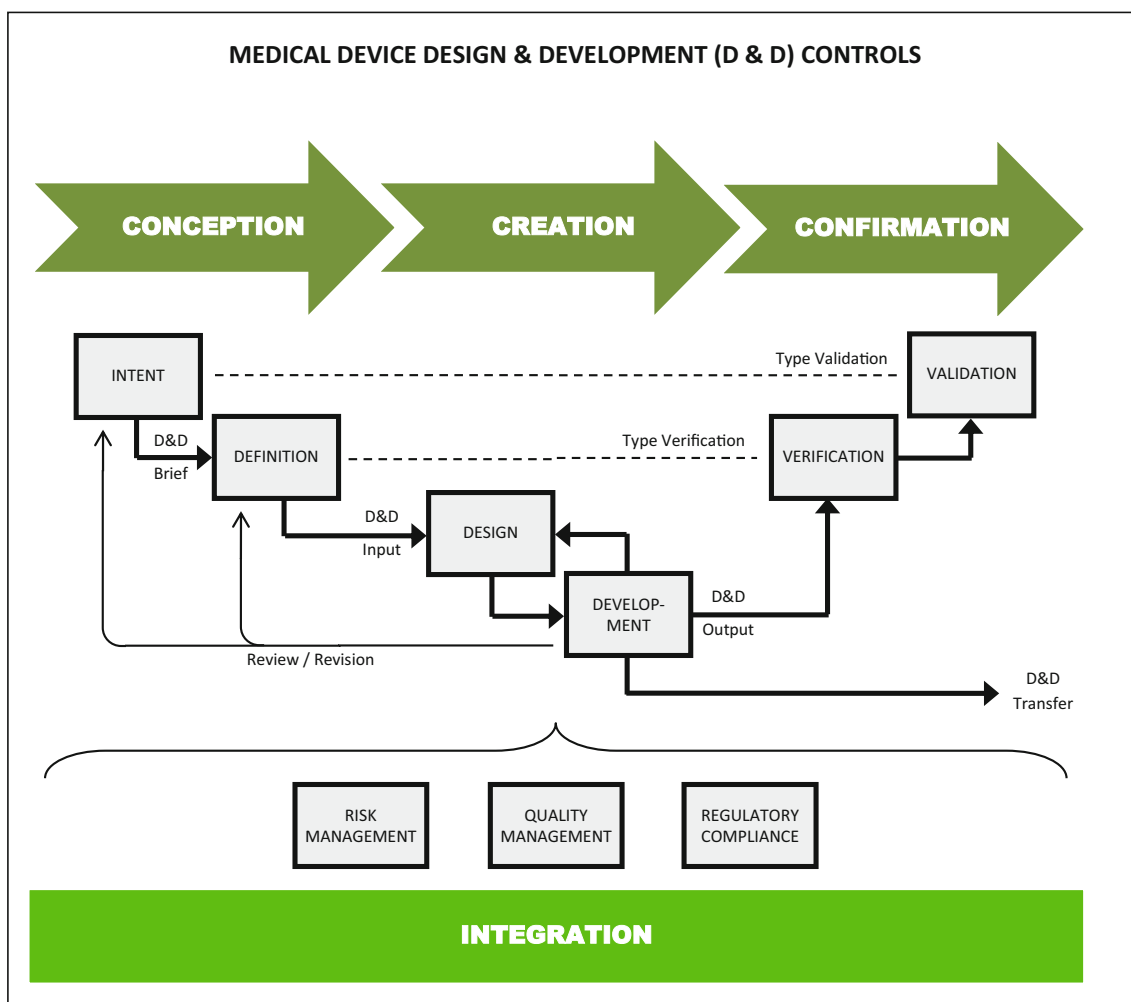 MEDICAL DEVICE DESIGN & DEVELOPMENT (D & D) CONTROLS
CONCEPTION
CREATION
CONFIRMATION
INTENT
Type Validation
VALIDATION
D&D
Brief
DEFINITION
Type Verification
VERIFICATION
D&D
Input
DESIGN
DEVELOP-
MENT
D&D
Output
Review / Revision
D&D
Transfer
RISK
MANAGEMENT
QUALITY
MANAGEMENT
REGULATORY
COMPLIANCE
INTEGRATION